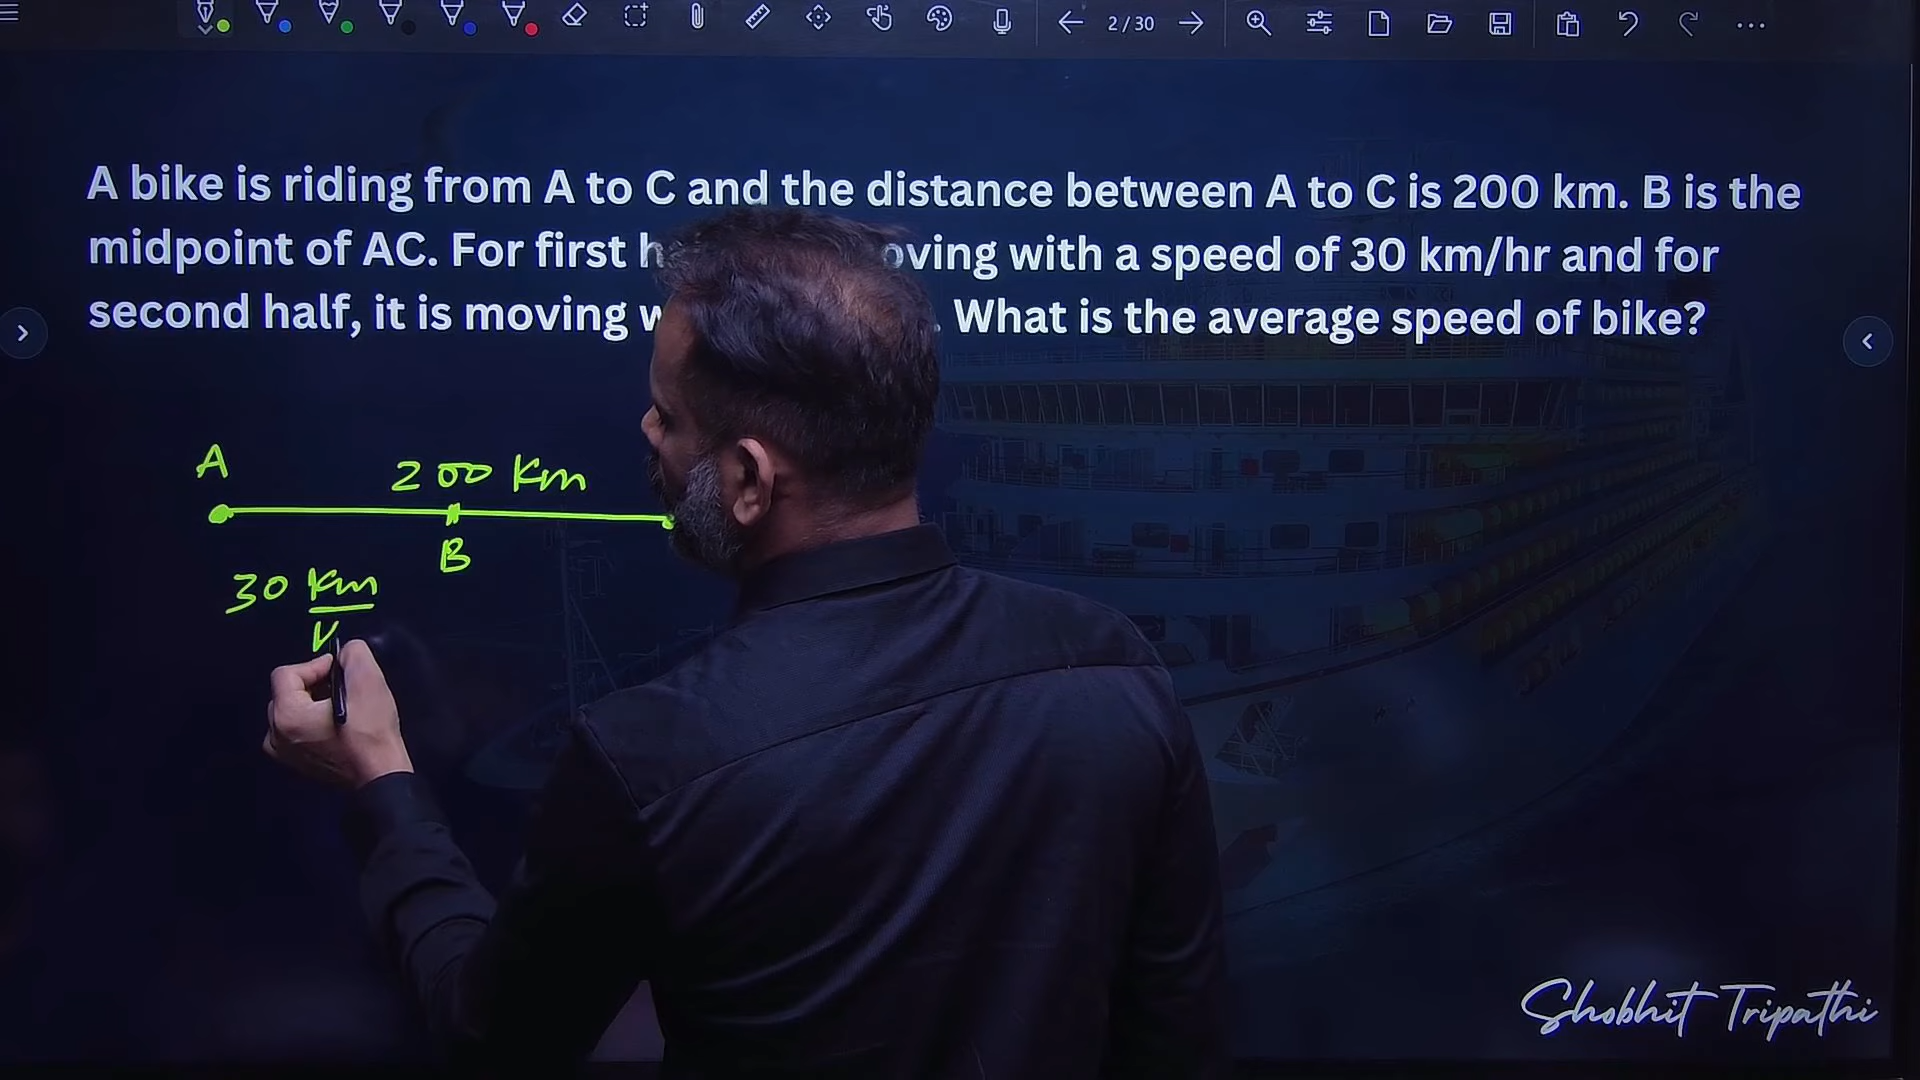 2 / 30
A bike is riding from A to C and the distance between A to C is 200 km. B is the
midpoint of AC. For first oving with a speed of 30 km/hr and for
second half, it is moving . What is the average speed of bike?
A
200 Km
B
30 Km
Shobhit Tripathi